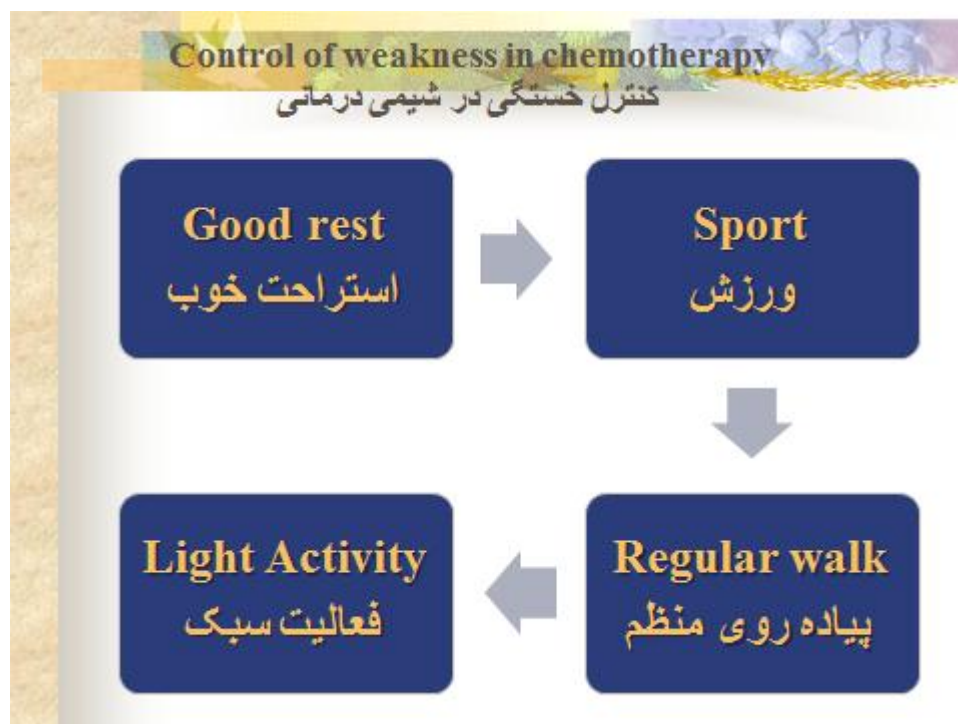 Control of weakness in chemotherapy
کنترل خستگی در شیمی درمانی
Good rest
استراحت خوب
Sport
ورزش
Regular walk
پیاده روی منظم
Light Activity
فعالیت سبک